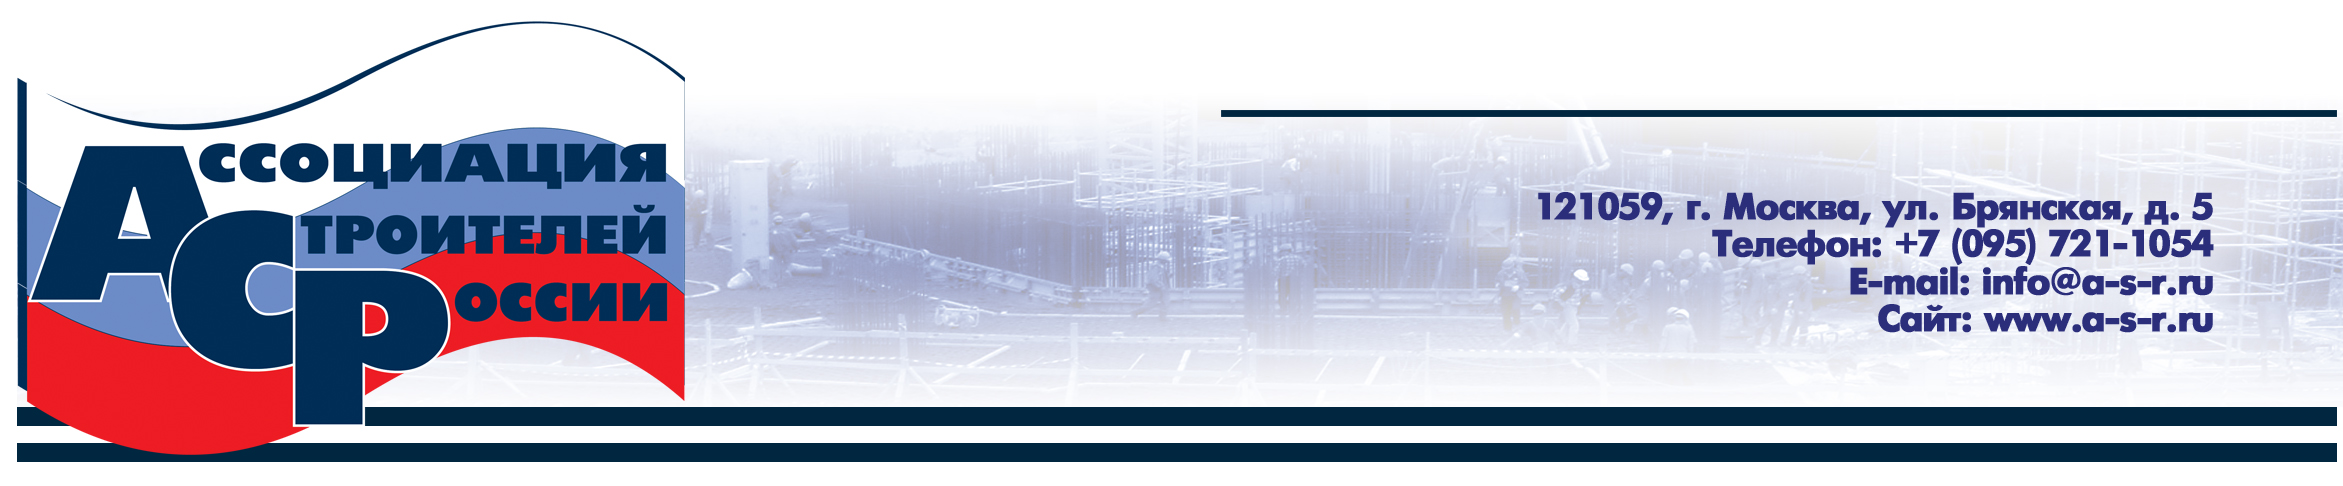 Ассоциация
Строителей
России
121059, г. Москва, ул. Брянская, д. 5
Телефон: +7 (095) 721-1054
E-mail: info@a-s-r.ru
Сайт: www.a-s-r.ru